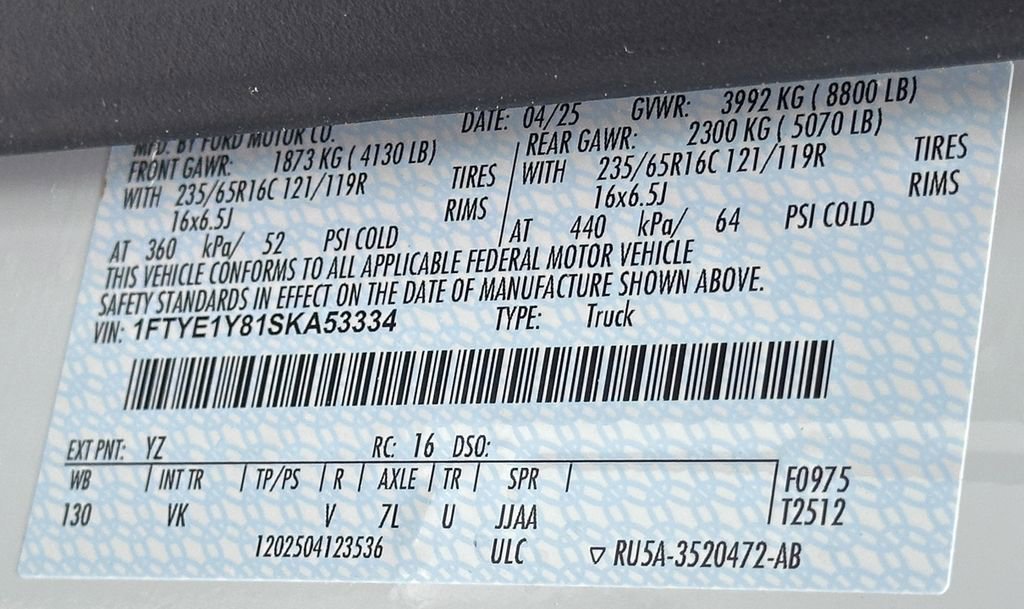 MFD. BY FORD MOTOR CO. DATE: 04/25 GVWR: 3992 KG ( 8800 LB)
FRONT GAWR: 1873 KG ( 4130 LB) REAR GAWR: 2300 KG ( 5070 LB)
WITH 235/65R16C 121/119R TIRES WITH 235/65R16C 121/119R TIRES
16x6.5J RIMS 16x6.5J RIMS
AT 360 kPa/ 52 PSI COLD AT 440 kPa/ 64 PSI COLD
THIS VEHICLE CONFORMS TO ALL APPLICABLE FEDERAL MOTOR VEHICLE
SAFETY STANDARDS IN EFFECT ON THE DATE OF MANUFACTURE SHOWN ABOVE.
VIN: 1FTYE1Y81SKA53334 TYPE: Truck
EXT PNT: YZ RC: 16 DSO:
WB | INT TR | TP/PS | R | AXLE | TR | SPR | F0975
130 VK V 7L U JJAA T2512
1202504123536 ULC ▽ RU5A-3520472-AB